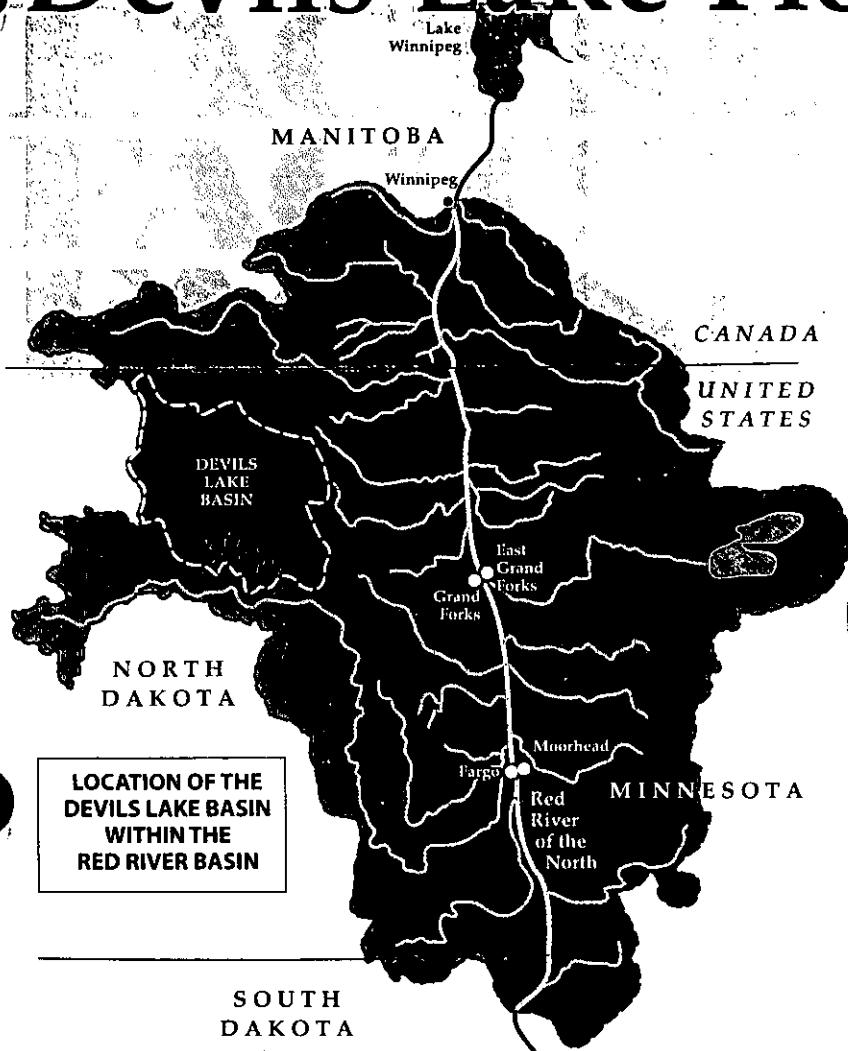 Devils Lake
Lake
Winnipeg
MANITOBA
Winnipeg
CANADA
UNITED
STATES
DEVILS
LAKE
BASIN
East
Grand
Forks
Grand
Forks
NORTH
DAKOTA
Moorhead
Fargo
MINNESOTA
Red
River
of the
North
LOCATION OF THE
DEVILS LAKE BASIN
WITHIN THE
RED RIVER BASIN
SOUTH
DAKOTA